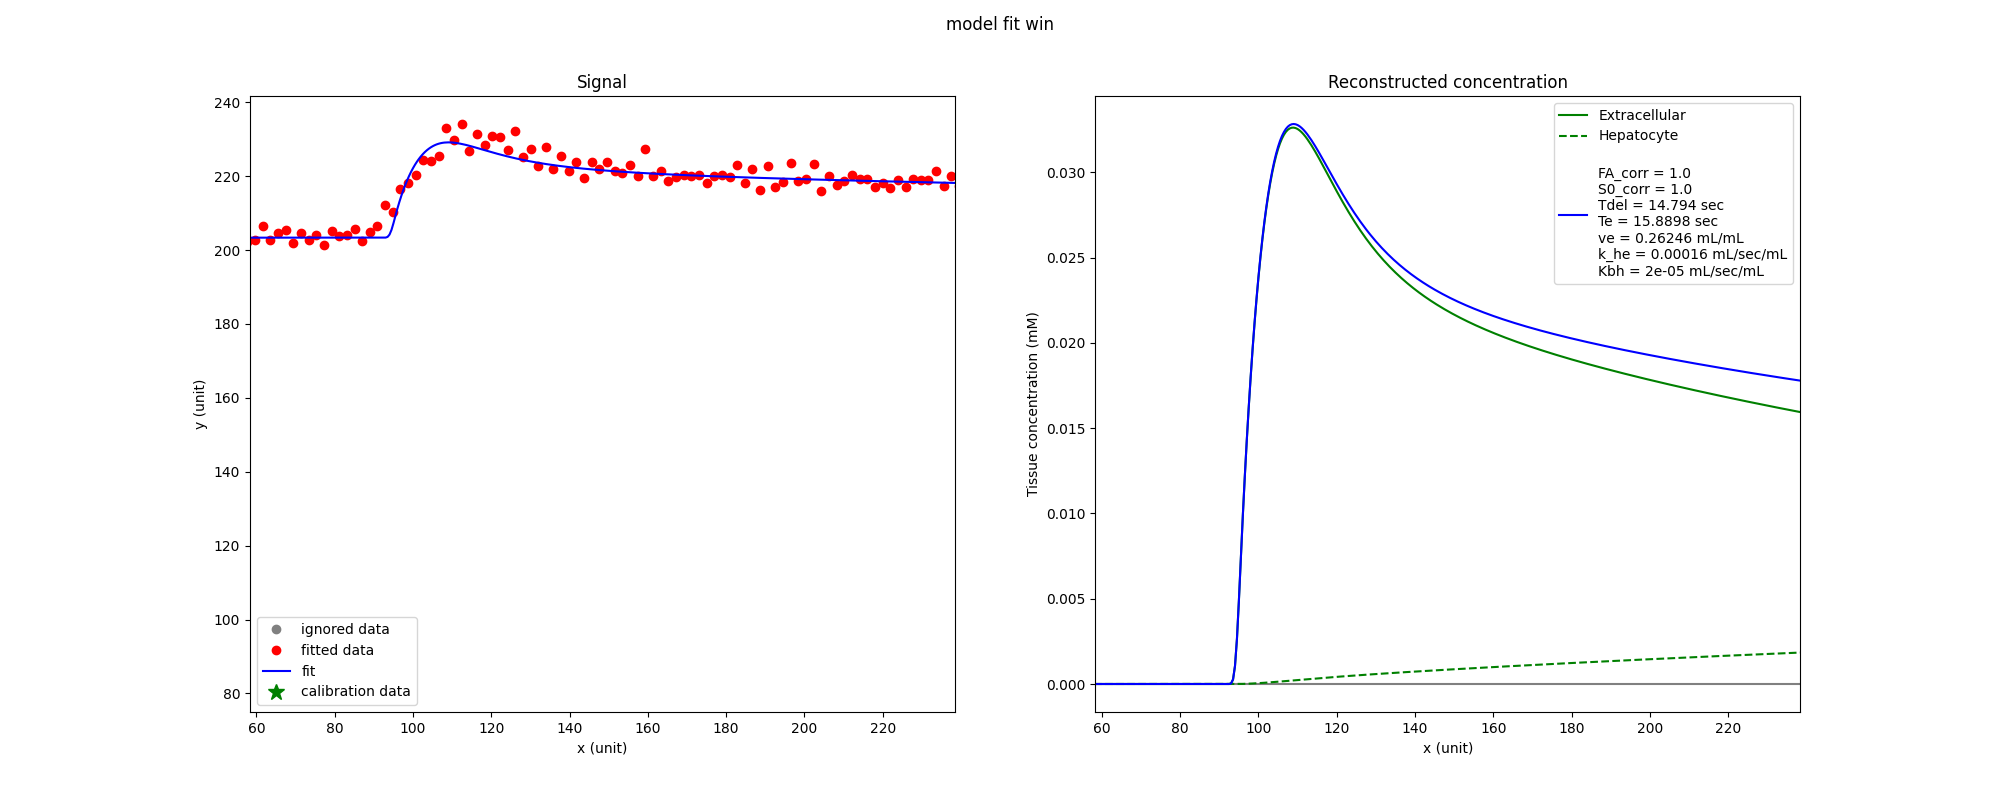 model fit win
Signal
240
220
200
180
160
140
120
100
80
y (unit)
ignored data
fitted data
fit
calibration data
60 80 100 120 140 160 180 200 220
x (unit)
Reconstructed concentration
0.030
0.025
0.020
0.015
0.010
0.005
0.000
Tissue concentration (mM)
Extracellular
Hepatocyte
FA_corr = 1.0
S0_corr = 1.0
Tdel = 14.794 sec
Te = 15.8898 sec
ve = 0.26246 mL/mL
k_he = 0.00016 mL/sec/mL
Kbh = 2e-05 mL/sec/mL
60 80 100 120 140 160 180 200 220
x (unit)